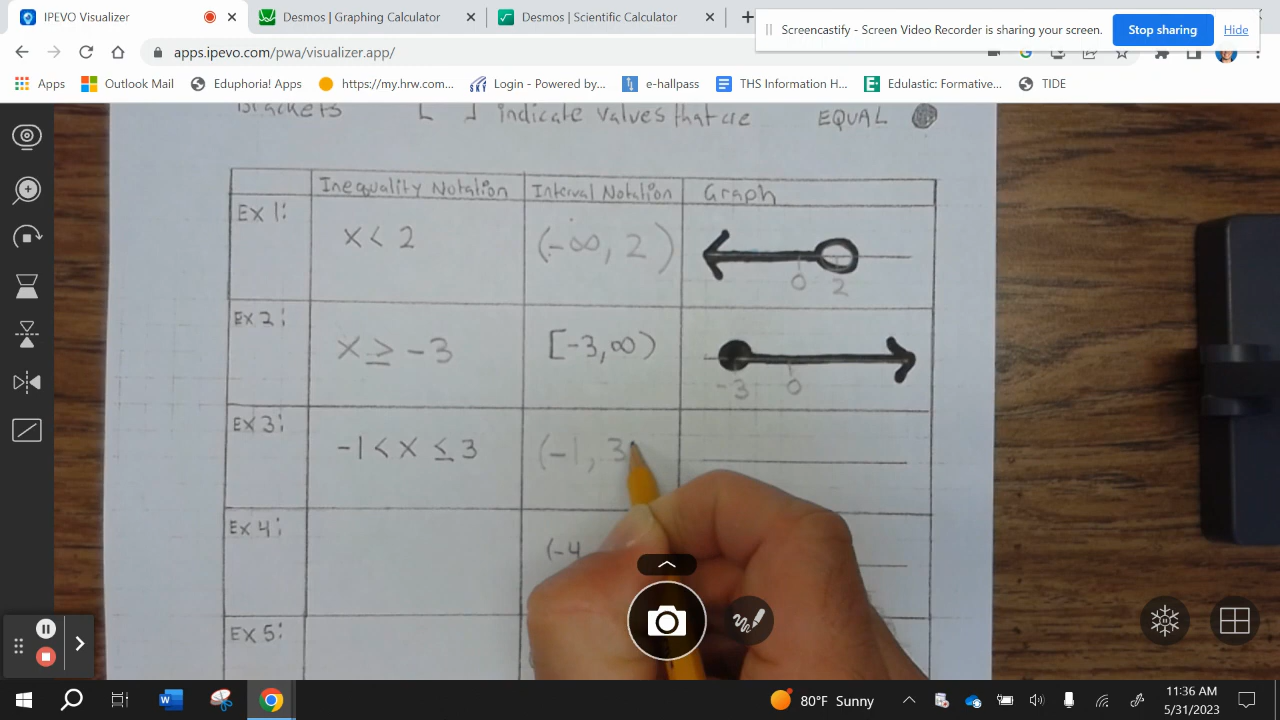 IPEVO Visualizer
Desmos | Graphing Calculator
Desmos | Scientific Calculator
Screencastify - Screen Video Recorder is sharing your screen.
Stop sharing
Hide
apps.ipevo.com/pwa/visualizer.app/
Apps
Outlook Mail
Eduphoria! Apps
https://my.hrw.com...
Login - Powered by...
e-hallpass
THS Information H...
Edulastic: Formative...
TIDE
Brackets [ ] indicate values that are EQUAL
Inequality Notation
Interval Notation
Graph
Ex 1:
x < 2
(-∞, 2)
0 2
Ex 2:
x ≥ -3
[-3, ∞)
-3 0
Ex 3:
-1 < x ≤ 3
(-1, 3
Ex 4:
(-4
Ex 5:
80°F Sunny
11:36 AM
5/31/2023